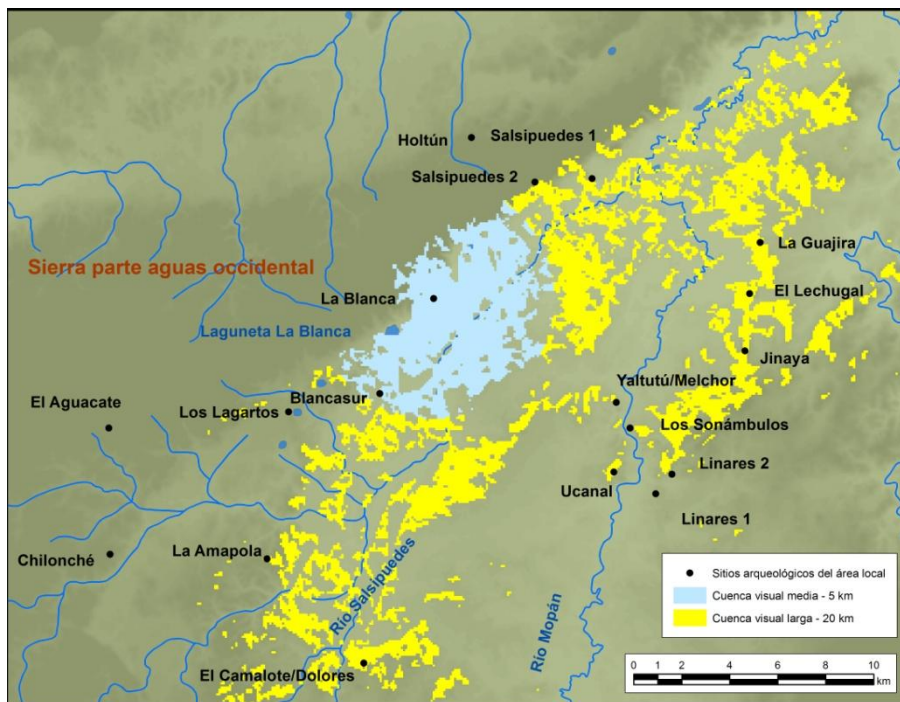 Holtún
Salsipuedes 1
Salsipuedes 2
La Guajira
Sierra parte aguas occidental
El Lechugal
La Blanca
Laguneta La Blanca
Jinaya
Yaltutú/Melchor
Blancasur
El Aguacate
Los Lagartos
Los Sonámbulos
Linares 2
Ucanal
Linares 1
Chilonché
La Amapola
Río Salsipuedes
Río Mopán
El Camalote/Dolores
Sitios arqueológicos del área local
Cuenca visual media - 5 km
Cuenca visual larga - 20 km
0 1 2 4 6 8 10
km